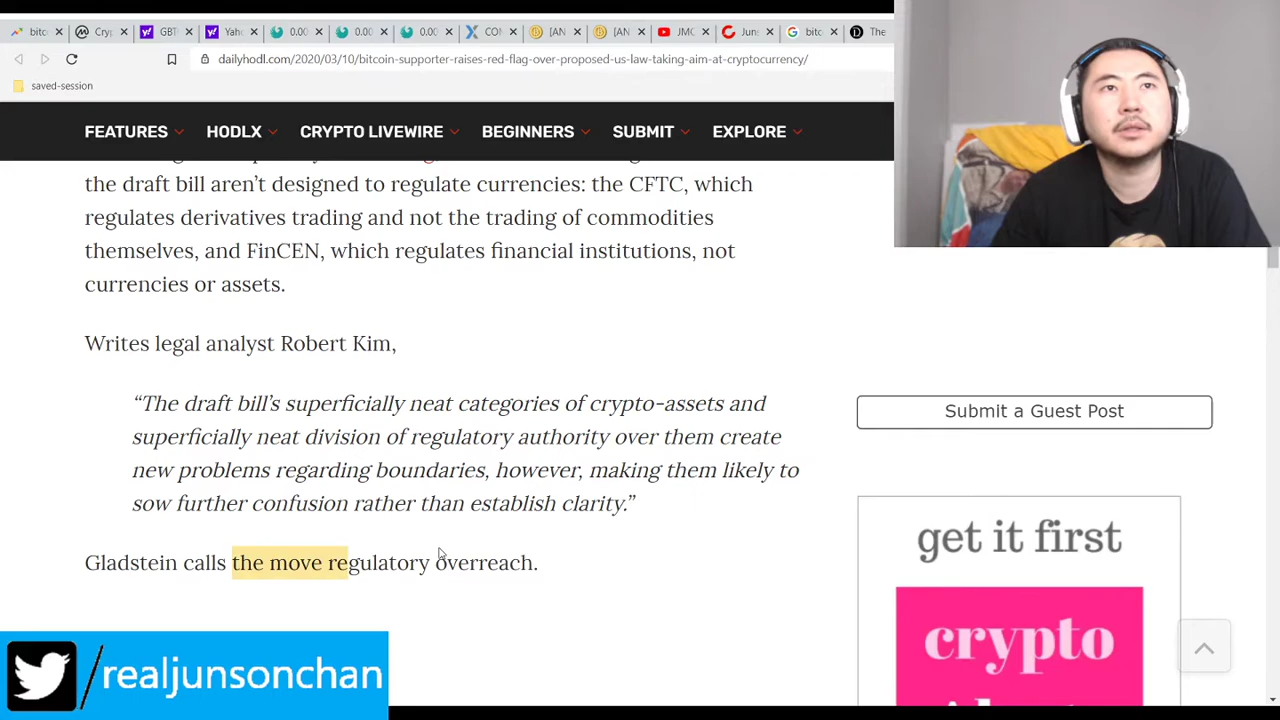 bitc
Cry
GBT
Yah
0.00
0.00
0.00
CO
[AN
[AN
JMC
Juns
bitc
The
dailyhodl.com/2020/03/10/bitcoin-supporter-raises-red-flag-over-proposed-us-law-taking-aim-at-cryptocurrency/
saved-session
FEATURES HODLX CRYPTO LIVEWIRE BEGINNERS SUBMIT EXPLORE
the draft bill aren’t designed to regulate currencies: the CFTC, which
regulates derivatives trading and not the trading of commodities
themselves, and FinCEN, which regulates financial institutions, not
currencies or assets.
Writes legal analyst Robert Kim,
“The draft bill’s superficially neat categories of crypto-assets and
superficially neat division of regulatory authority over them create
new problems regarding boundaries, however, making them likely to
sow further confusion rather than establish clarity.”
Gladstein calls the move regulatory overreach.
Submit a Guest Post
get it first
crypto
/realjunsonchan